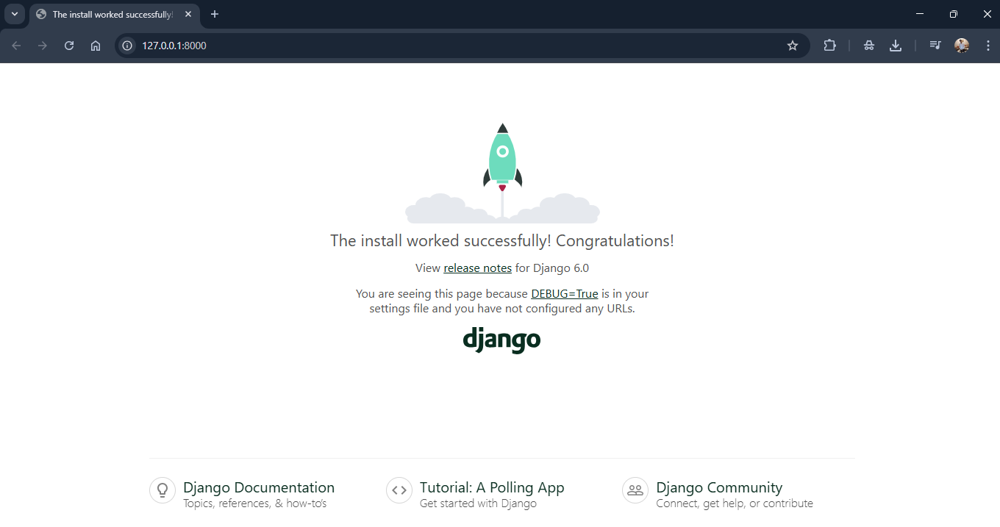 The install worked successfully!
127.0.0.1:8000
The install worked successfully! Congratulations!
View release notes for Django 6.0
You are seeing this page because DEBUG=True is in your
settings file and you have not configured any URLs.
django
Django Documentation
Topics, references, & how-to's
Tutorial: A Polling App
Get started with Django
Django Community
Connect, get help, or contribute